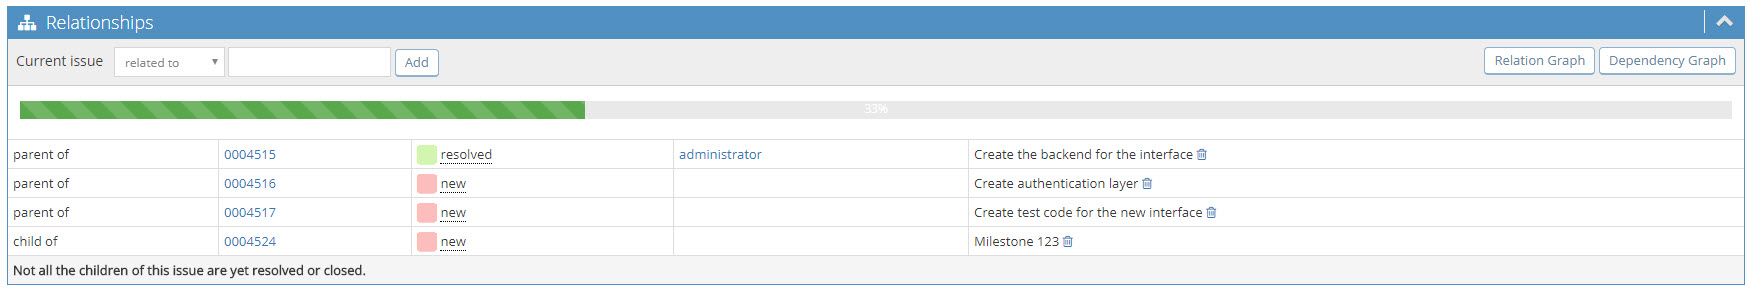 Relationships
Current issue related to Add Relation Graph Dependency Graph
33%
parent of 0004515 resolved administrator Create the backend for the interface
parent of 0004516 new Create authentication layer
parent of 0004517 new Create test code for the new interface
child of 0004524 new Milestone 123
Not all the children of this issue are yet resolved or closed.